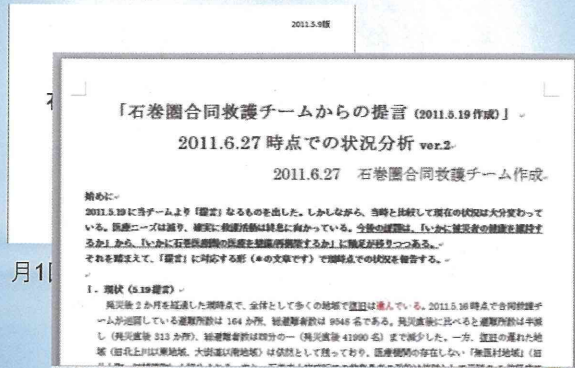 2011.5.9版
「石巻圏合同救護チームからの提言 (2011.5.19作成)」
2011.6.27 時点での状況分析 ver.2
2011.6.27　石巻圏合同救護チーム作成
始めに
2011.5.19に当チームより「提言」なるものを出した。しかしながら、当時と比較して現在の状況は大分変わって
いる。医療ニーズは減り、確実に救護活動は終息に向かっている。今後の課題は、「いかに被災者の健康を維持す
るか」から、「いかに石巻医療圏の医療を整備/再構築するか」に軸足が移りつつある。
それを踏まえて、「提言」に対応する形（＊の文章です）で現時点での状況を報告する。
I．現状（5.19提言）
発災後2か月を経過した現時点で、全体として多くの地域で復旧は進んでいる。2011.5.16時点で合同救護チ
ームが巡回している避難所数は 164 か所、総避難者数は 9546 名である。発災直後に比べると避難所数は半減
し（発災直後 313 か所）、総避難者数は四分の一（発災直後 41990 名）まで減少した。一方、復旧の遅れた地
域（旧北上川以東地域、大街道以南地域）は依然として残っており、医療機関の存在しない「無医村地域」（旧
月1